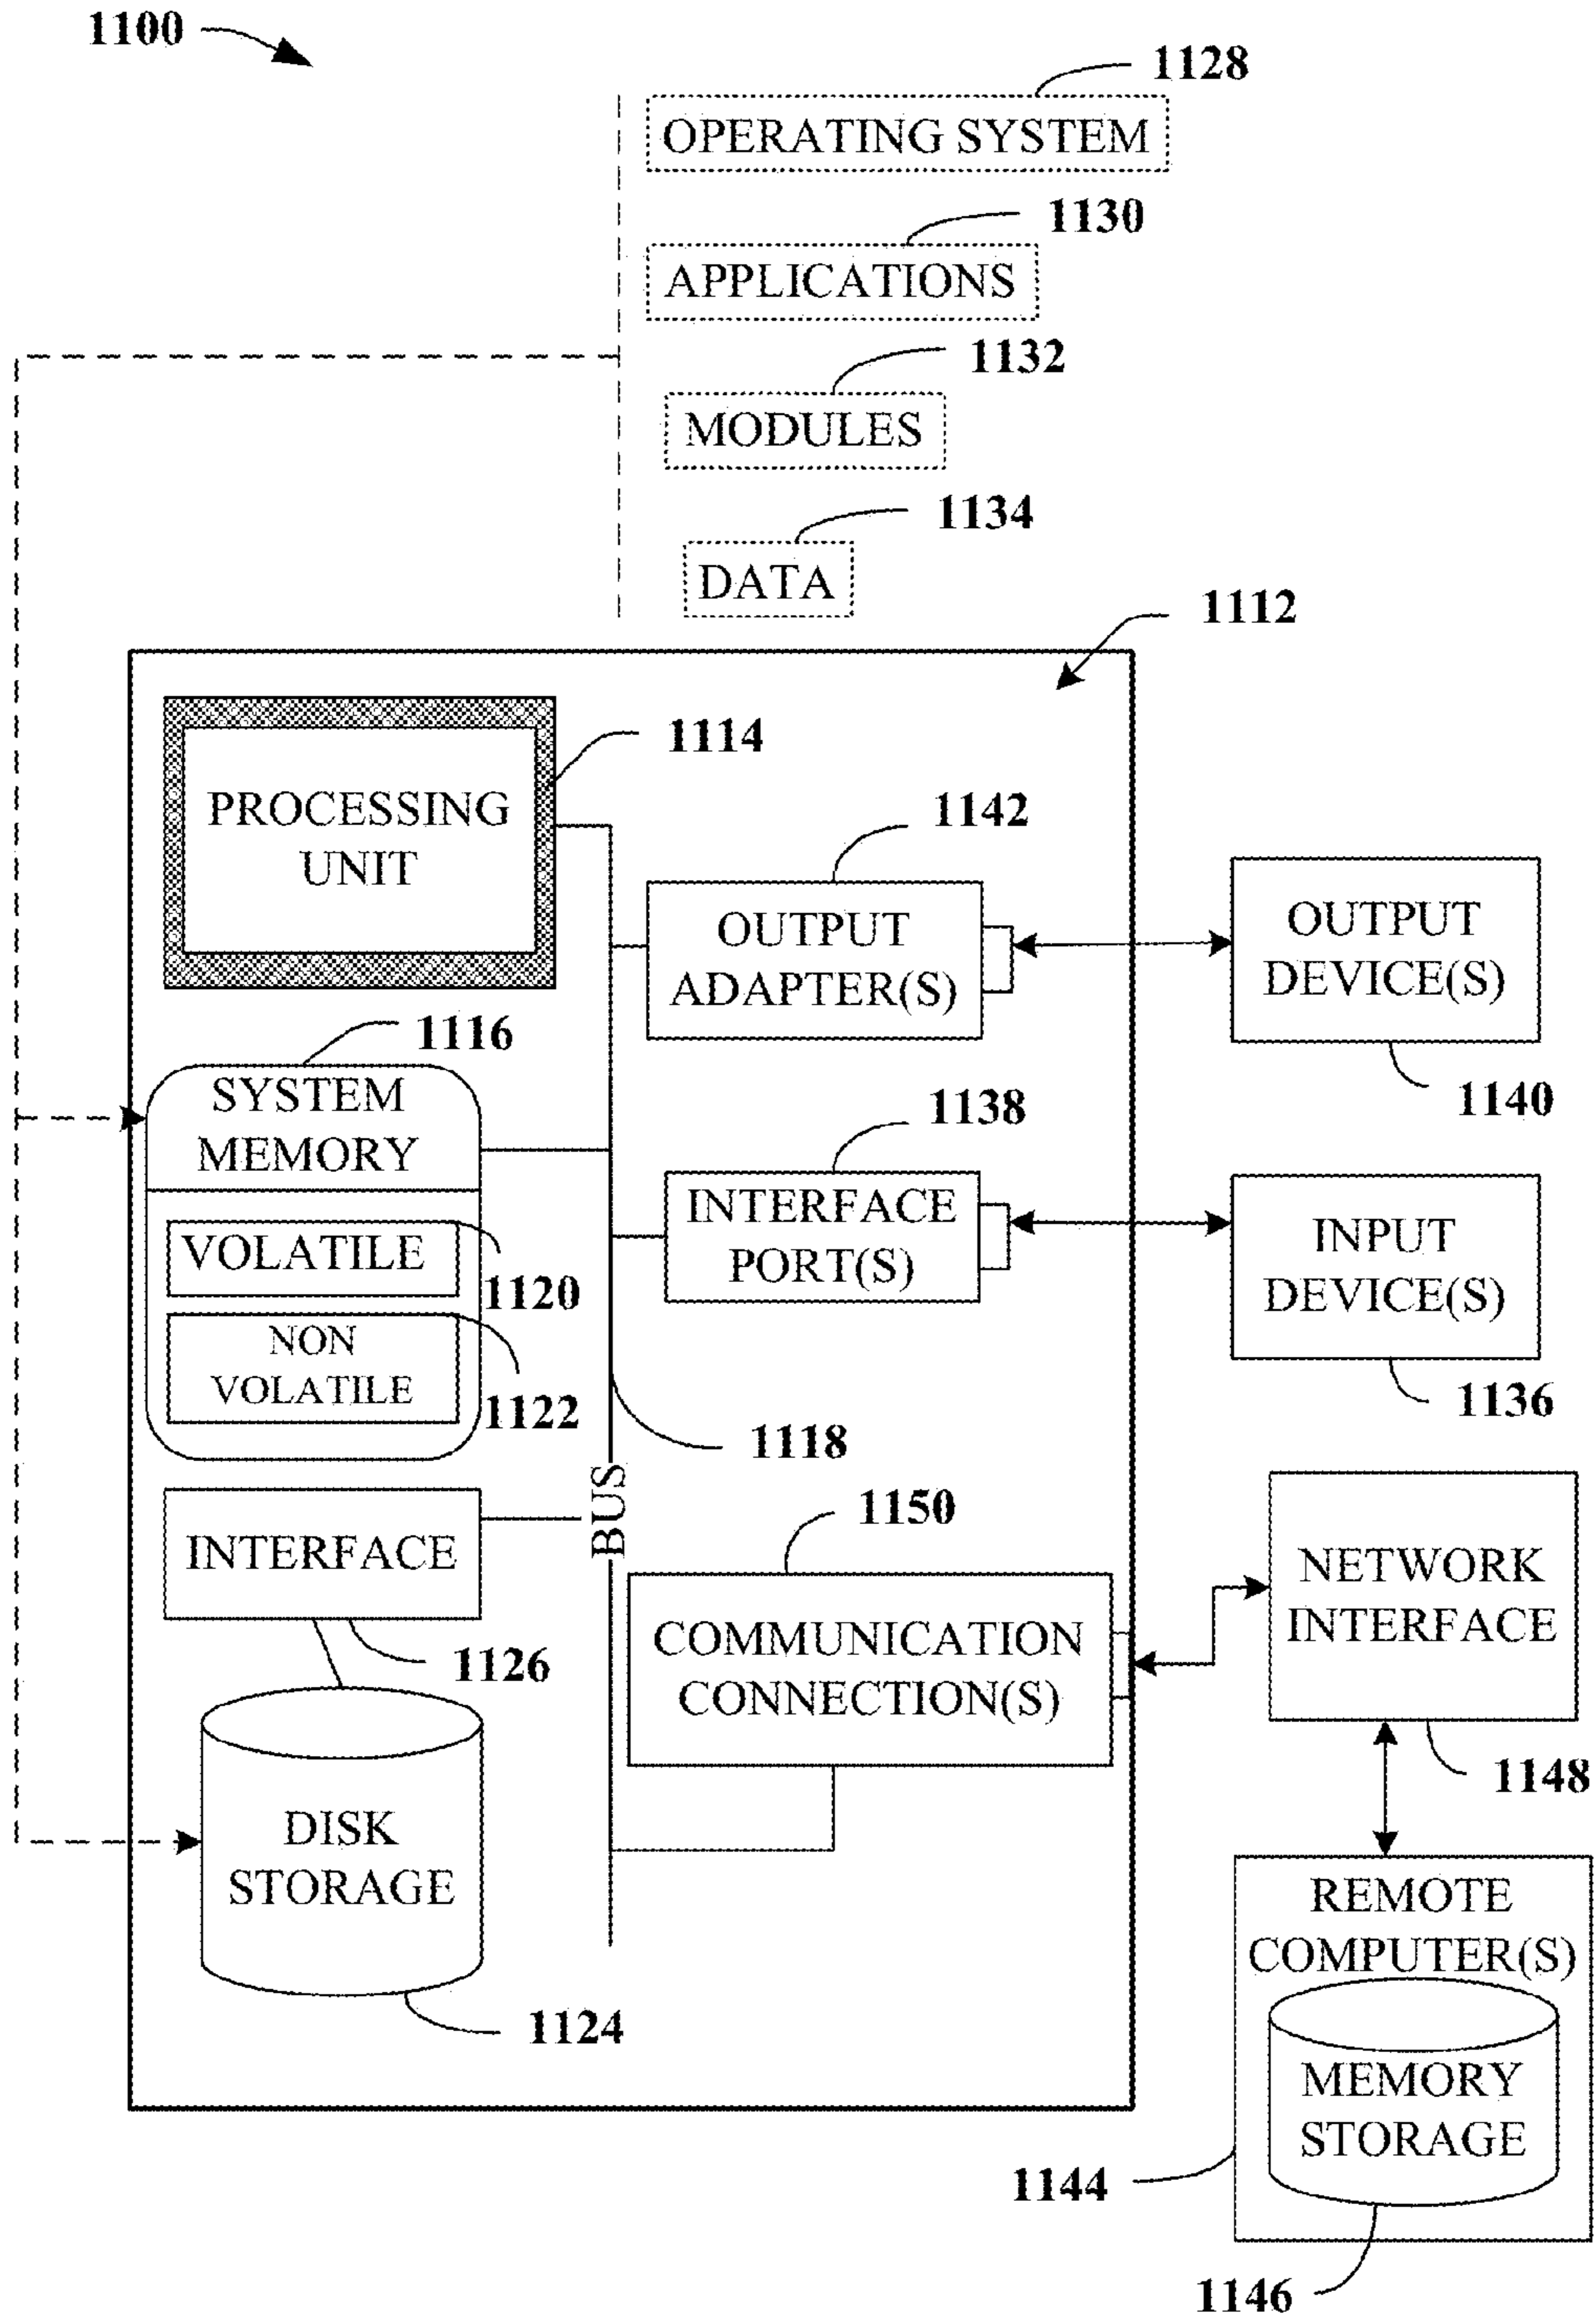 1100
1128
OPERATING SYSTEM
1130
APPLICATIONS
1132
MODULES
1134
DATA
1112
1114
PROCESSING
UNIT
1142
OUTPUT
ADAPTER(S)
OUTPUT
DEVICE(S)
1140
1116
SYSTEM
MEMORY
1138
INTERFACE
PORT(S)
INPUT
DEVICE(S)
1136
VOLATILE
1120
NON
VOLATILE
1122
1118
BUS
INTERFACE
1126
1150
COMMUNICATION
CONNECTION(S)
NETWORK
INTERFACE
1148
DISK
STORAGE
1124
REMOTE
COMPUTER(S)
MEMORY
STORAGE
1144
1146